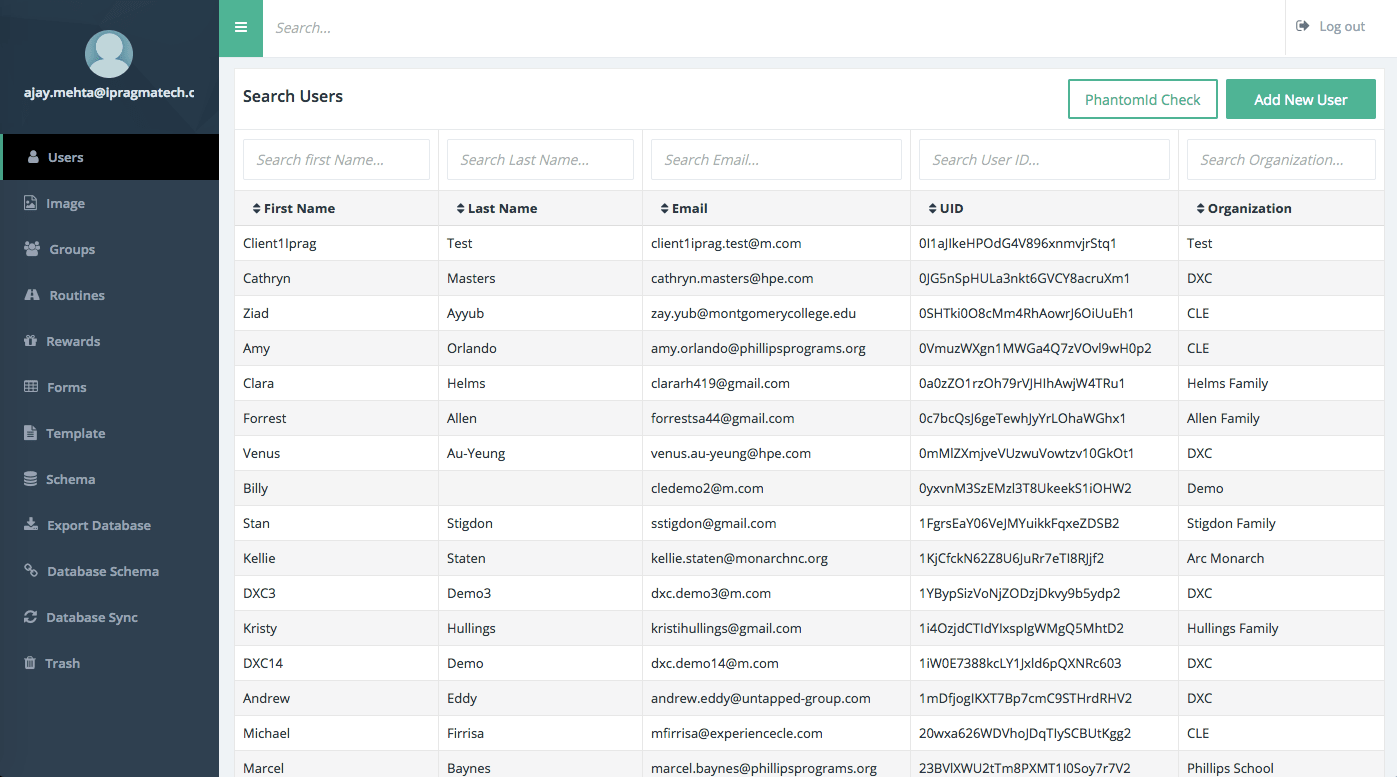 ajay.mehta@ipragmatech.c
Users
Image
Groups
Routines
Rewards
Forms
Template
Schema
Export Database
Database Schema
Database Sync
Trash
Search... Log out
Search Users PhantomId Check Add New User
Search first Name... Search Last Name... Search Email... Search User ID... Search Organization...
First Name Last Name Email UID Organization
Client1Iprag Test client1iprag.test@m.com 0I1aJIkeHPOdG4V896xnmvjrStq1 Test
Cathryn Masters cathryn.masters@hpe.com 0JG5nSpHULa3nkt6GVCY8acruXm1 DXC
Ziad Ayyub zay.yub@montgomerycollege.edu 0SHTki0O8cMm4RhAowrJ6OiUuEh1 CLE
Amy Orlando amy.orlando@phillipsprograms.org 0VmuzWXgn1MWGa4Q7zVOvl9wH0p2 CLE
Clara Helms clararh419@gmail.com 0a0zZO1rzOh79rVJHIhAwjW4TRu1 Helms Family
Forrest Allen forrestsa44@gmail.com 0c7bcQsJ6geTewhJyYrLOhaWGhx1 Allen Family
Venus Au-Yeung venus.au-yeung@hpe.com 0mMlZXmjveVUzwuVowtzv10GkOt1 DXC
Billy cledemo2@m.com 0yxvnM3SzEMzl3T8UkeekS1iOHW2 Demo
Stan Stigdon sstigdon@gmail.com 1FgrsEaY06VeJMYuikkFqxeZDSB2 Stigdon Family
Kellie Staten kellie.staten@monarchnc.org 1KjCfckN62Z8U6JuRr7eTI8RJjf2 Arc Monarch
DXC3 Demo3 dxc.demo3@m.com 1YBypSizVoNjZODzjDkvy9b5ydp2 DXC
Kristy Hullings kristihullings@gmail.com 1i4OzjdCTIdYIxspIgWMgQ5MhtD2 Hullings Family
DXC14 Demo dxc.demo14@m.com 1iW0E7388kcLY1Jxld6pQXNRc603 DXC
Andrew Eddy andrew.eddy@untapped-group.com 1mDfjogIKXT7Bp7cmC9STHrdRHV2 DXC
Michael Firrisa mfirrisa@experiencecle.com 20wxa626WDVhoJDqTIySCBUtKgg2 CLE
Marcel Baynes marcel.baynes@phillipsprograms.org 23BVlXWU2tTm8PXMT1I0Soy7r7V2 Phillips School